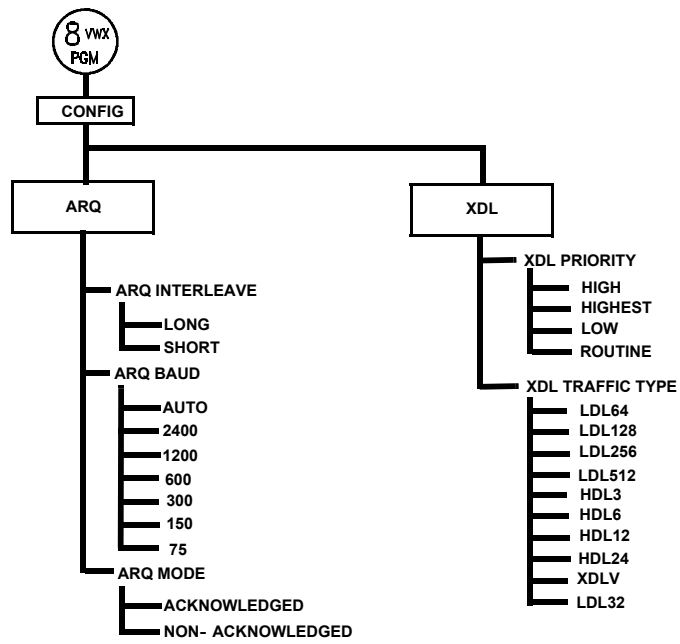 8 VWX
PGM
CONFIG
ARQ
ARQ INTERLEAVE
LONG
SHORT
ARQ BAUD
AUTO
2400
1200
600
300
150
75
ARQ MODE
ACKNOWLEDGED
NON- ACKNOWLEDGED
XDL
XDL PRIORITY
HIGH
HIGHEST
LOW
ROUTINE
XDL TRAFFIC TYPE
LDL64
LDL128
LDL256
LDL512
HDL3
HDL6
HDL12
HDL24
XDLV
LDL32